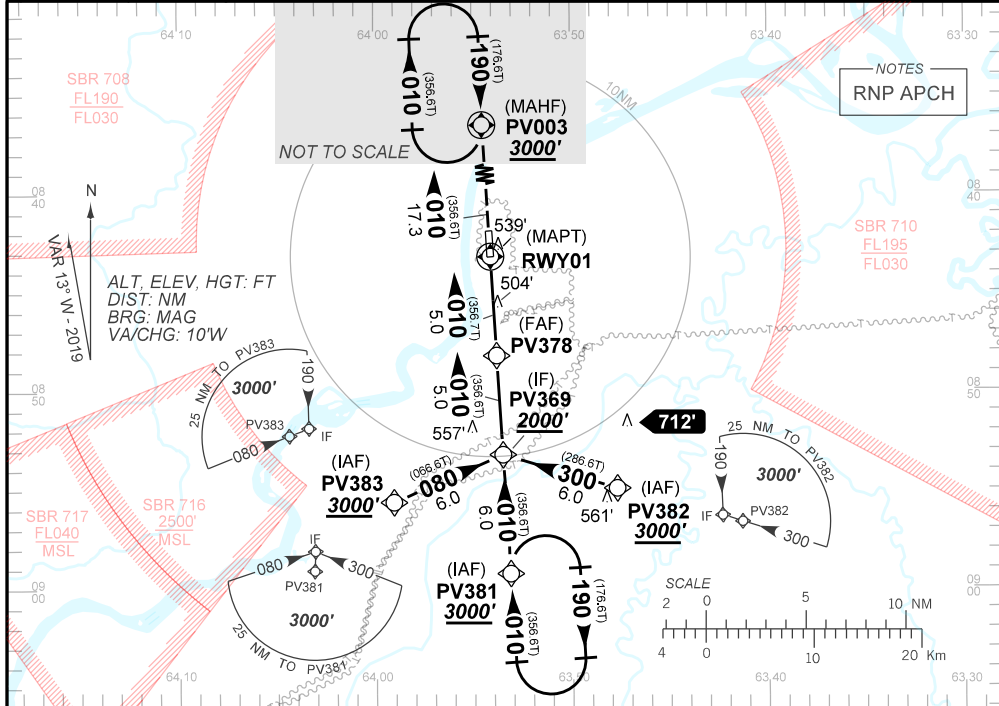 64 10
64 00
63 50
63 40
63 30
SBR 708
FL190
FL030
(356.6T)
010
190
(176.6T)
(MAHF)
PV003
3000'
NOT TO SCALE
10NM
NOTES
RNP APCH
08
40
08
40
N
VAR 13° W - 2019
ALT, ELEV, HGT: FT
DIST: NM
BRG: MAG
VA/CHG: 10'W
010
17.3
(356.6T)
539'
(MAPT)
RWY01
504'
SBR 710
FL195
FL030
010
5.0
(356.7T)
(FAF)
PV378
010
5.0
(356.6T)
557'
(IF)
PV369
2000'
712'
25 NM TO PV383
3000'
190
PV383
IF
080
08
50
08
50
25 NM TO PV382
3000'
190
IF
PV382
300
(IAF)
PV383
3000'
(066.6T)
080
6.0
(286.6T)
300
6.0
561'
(IAF)
PV382
3000'
SBR 717
FL040
MSL
SBR 716
2500'
MSL
IF
080
300
PV381
3000'
25 NM TO PV381
010
6.0
(356.6T)
(IAF)
PV381
3000'
010
(356.6T)
190
(176.6T)
SCALE
2 0 5 10 NM
4 0 10 20 Km
09
00
09
00
64 10
64 00
63 50
63 40
63 30